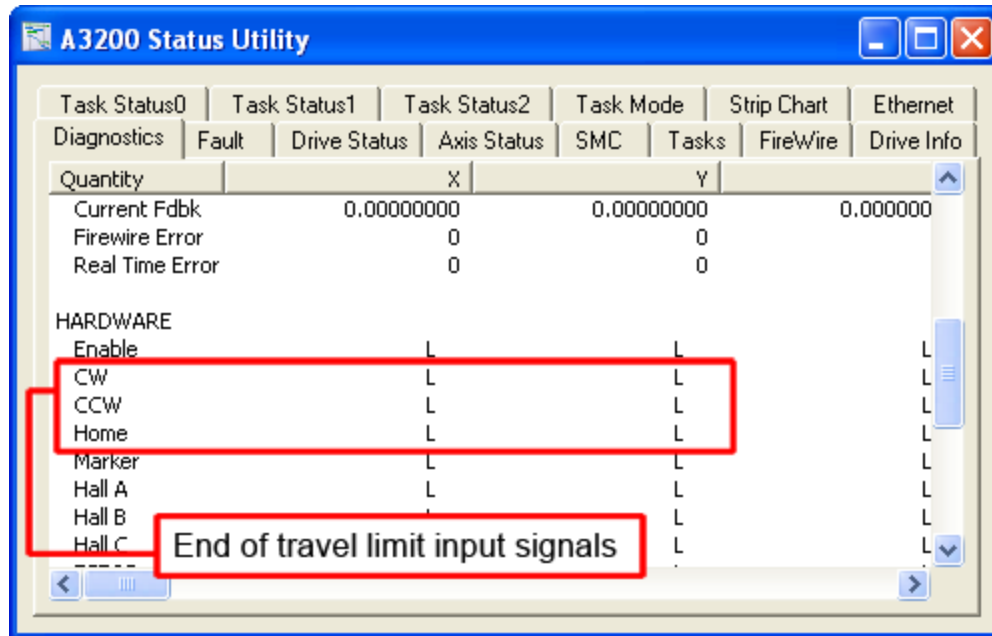 A3200 Status Utility
Task Status0 Task Status1 Task Status2 Task Mode Strip Chart Ethernet
Diagnostics Fault Drive Status Axis Status SMC Tasks FireWire Drive Info
Quantity X Y
Current Fdbk 0.00000000 0.00000000 0.000000
Firewire Error 0 0
Real Time Error 0 0
HARDWARE
Enable L L L
CW L L L
CCW L L L
Home L L L
Marker L L L
Hall A L L L
Hall B L L
Hall C L L
End of travel limit input signals